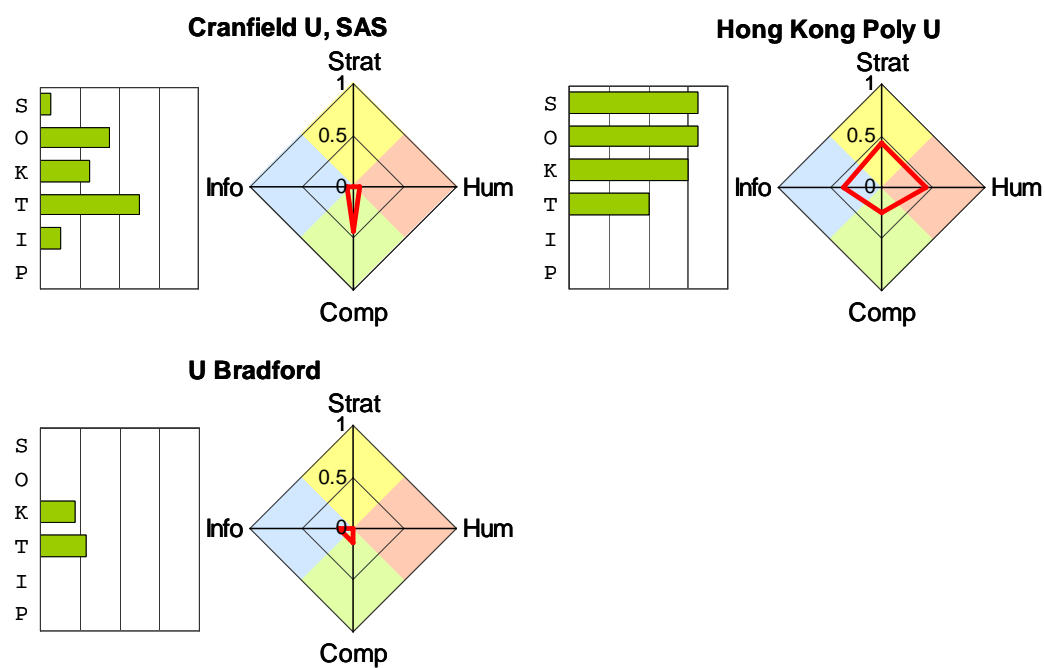 Cranfield U, SAS
Strat
1
0.5
0
Info
Hum
Comp
S
O
K
T
I
P
Hong Kong Poly U
Strat
1
0.5
0
Info
Hum
Comp
S
O
K
T
I
P
U Bradford
Strat
1
0.5
0
Info
Hum
Comp
S
O
K
T
I
P